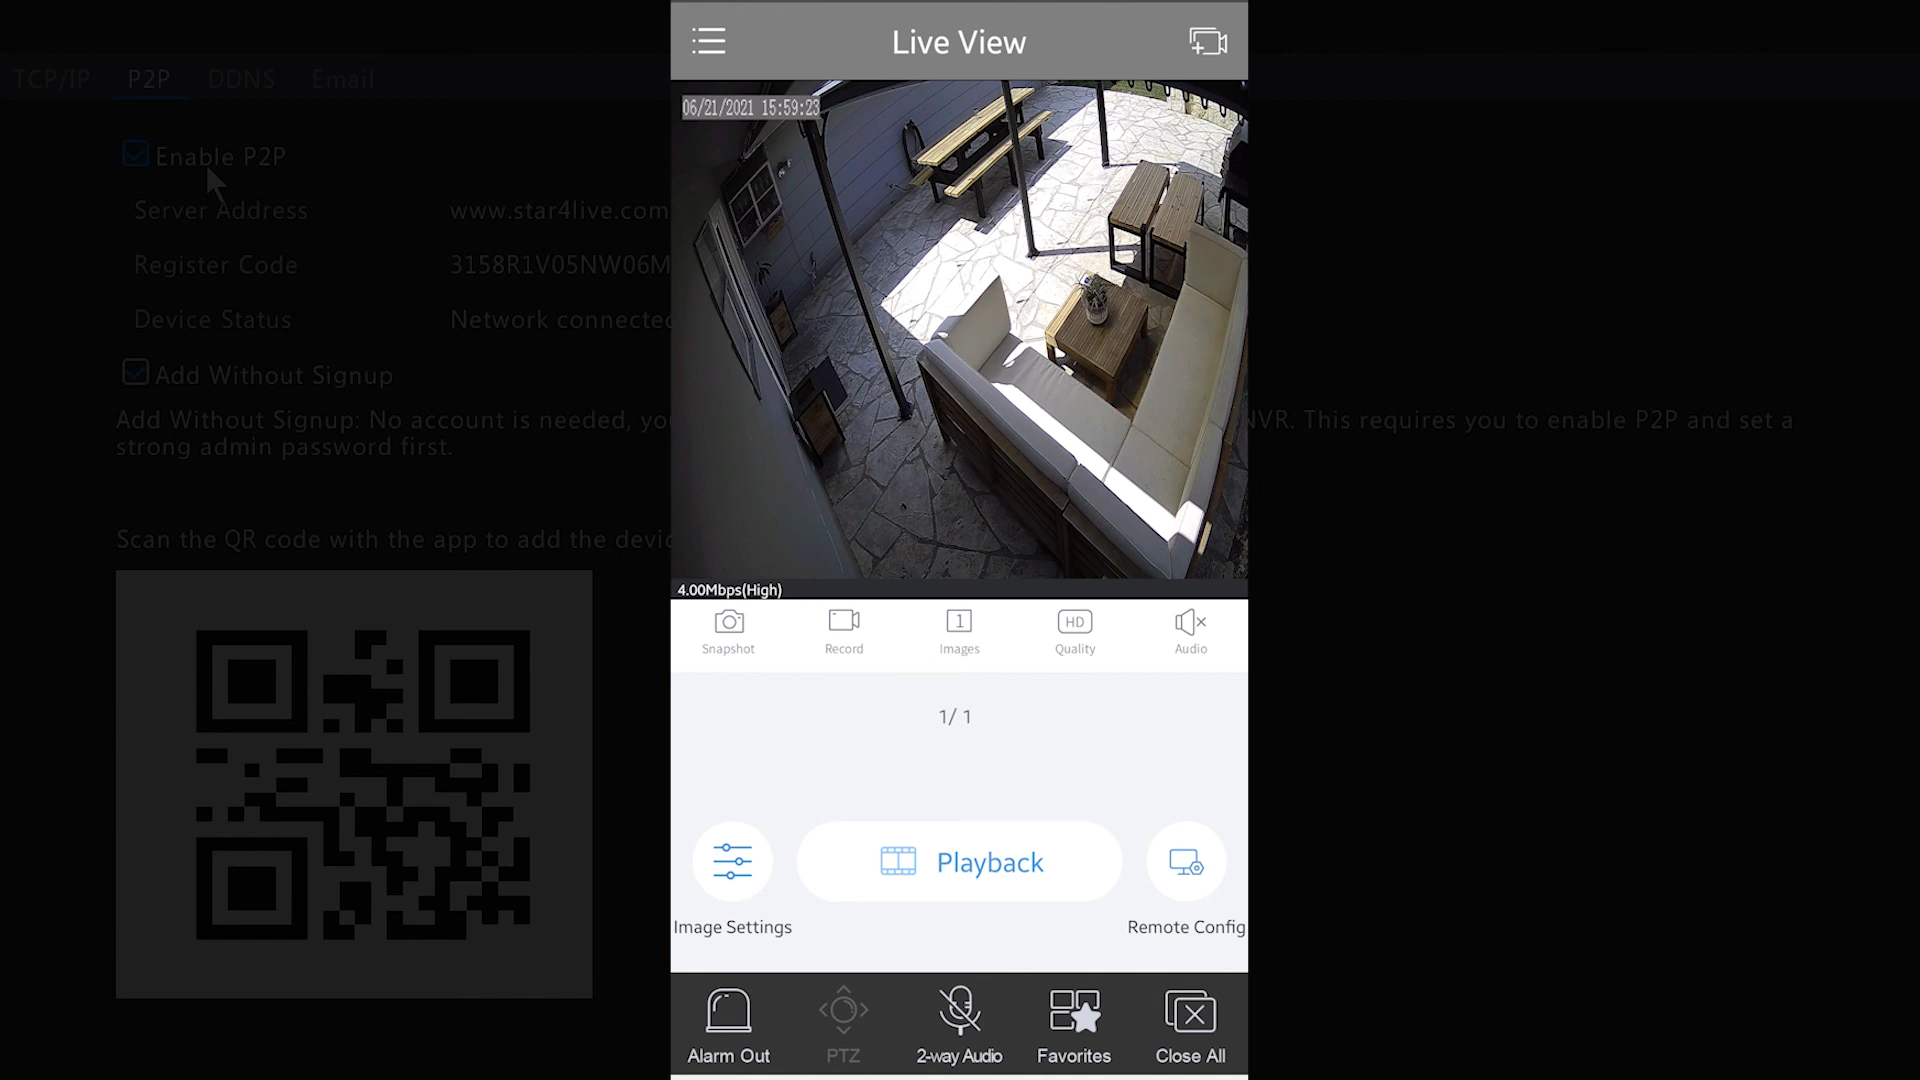 TCP/IP P2P DDNS Email
Enable P2P
Server Address www.star4live.com
Register Code 3158R1V05NW06M
Device Status Network connected
Add Without Signup
Add Without Signup: No account is needed, NVR. This requires you to enable P2P and set a
strong admin password first.
Scan the QR code with the app to add the
Live View
06/21/2021 15:59:23
4.00Mbps(High)
Snapshot Record 1 Images HD Quality Audio
1/ 1
Playback
Image Settings Remote Config
Alarm Out PTZ 2-way Audio Favorites Close All